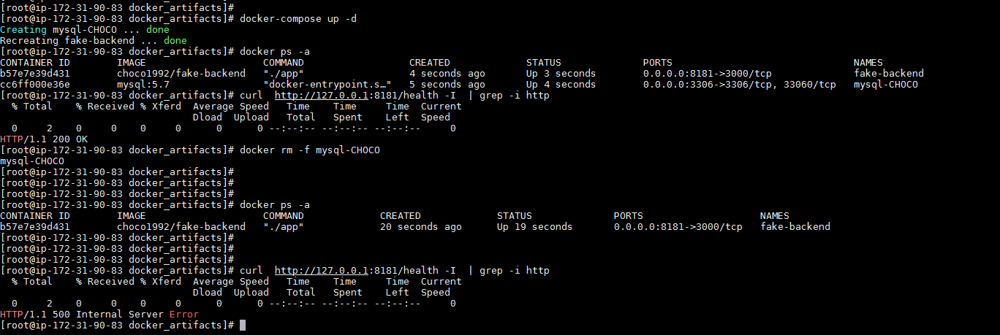 [root@ip-172-31-90-83 docker_artifacts]#
[root@ip-172-31-90-83 docker_artifacts]# docker-compose up -d
Creating mysql-CHOCO ... done
Recreating fake-backend ... done
[root@ip-172-31-90-83 docker_artifacts]# docker ps -a
CONTAINER ID        IMAGE                    COMMAND                  CREATED             STATUS              PORTS                               NAMES
b57e7e39d431        choco1992/fake-backend   "./app"                  4 seconds ago       Up 3 seconds        0.0.0.0:8181->3000/tcp              fake-backend
cc6ff000e36e        mysql:5.7                "docker-entrypoint.s…"   5 seconds ago       Up 4 seconds        0.0.0.0:3306->3306/tcp, 33060/tcp   mysql-CHOCO
[root@ip-172-31-90-83 docker_artifacts]# curl  http://127.0.0.1:8181/health -I  | grep -i http
  % Total    % Received % Xferd  Average Speed   Time    Time     Time  Current
                                 Dload  Upload   Total   Spent    Left  Speed
  0     2    0     0    0     0      0      0 --:--:-- --:--:-- --:--:--     0
HTTP/1.1 200 OK
[root@ip-172-31-90-83 docker_artifacts]# docker rm -f mysql-CHOCO
mysql-CHOCO
[root@ip-172-31-90-83 docker_artifacts]#
[root@ip-172-31-90-83 docker_artifacts]#
[root@ip-172-31-90-83 docker_artifacts]#
[root@ip-172-31-90-83 docker_artifacts]# docker ps -a
CONTAINER ID        IMAGE                    COMMAND             CREATED             STATUS              PORTS                    NAMES
b57e7e39d431        choco1992/fake-backend   "./app"             20 seconds ago      Up 19 seconds       0.0.0.0:8181->3000/tcp   fake-backend
[root@ip-172-31-90-83 docker_artifacts]#
[root@ip-172-31-90-83 docker_artifacts]#
[root@ip-172-31-90-83 docker_artifacts]#
[root@ip-172-31-90-83 docker_artifacts]# curl  http://127.0.0.1:8181/health -I  | grep -i http
  % Total    % Received % Xferd  Average Speed   Time    Time     Time  Current
                                 Dload  Upload   Total   Spent    Left  Speed
  0     2    0     0    0     0      0      0 --:--:-- --:--:-- --:--:--     0
HTTP/1.1 500 Internal Server Error
[root@ip-172-31-90-83 docker_artifacts]#